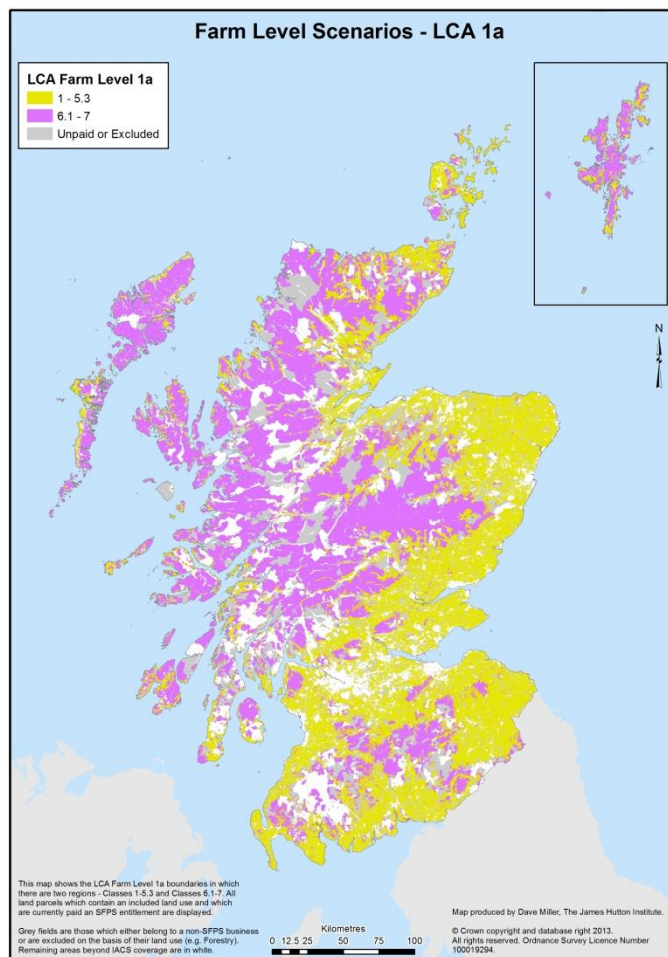 Farm Level Scenarios - LCA 1a
LCA Farm Level 1a
1 - 5.3
6.1 - 7
Unpaid or Excluded
N
This map shows the LCA Farm Level 1a boundaries in which
there are two regions - Classes 1-5.3 and Classes 6.1-7. All
land parcels which contain an included land use and which
are currently paid an SFPS entitlement are displayed.
Grey fields are those which either belong to a non-SFPS business
or are excluded on the basis of their land use (e.g. Forestry).
Remaining areas beyond IACS coverage are in white.
Kilometres
0 12.5 25 50 75 100
Map produced by Dave Miller, The James Hutton Institute.
© Crown copyright and database right 2013.
All rights reserved. Ordnance Survey Licence Number
100019294.